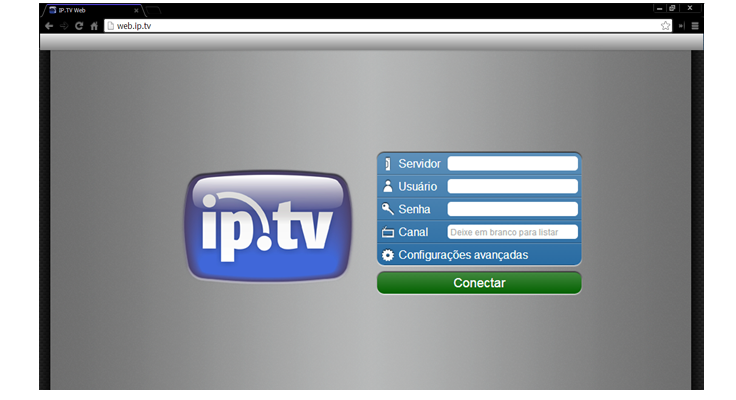 IP.TV Web
web.ip.tv
ip.tv
Servidor
Usuário
Senha
Canal Deixe em branco para listar
Configurações avançadas
Conectar